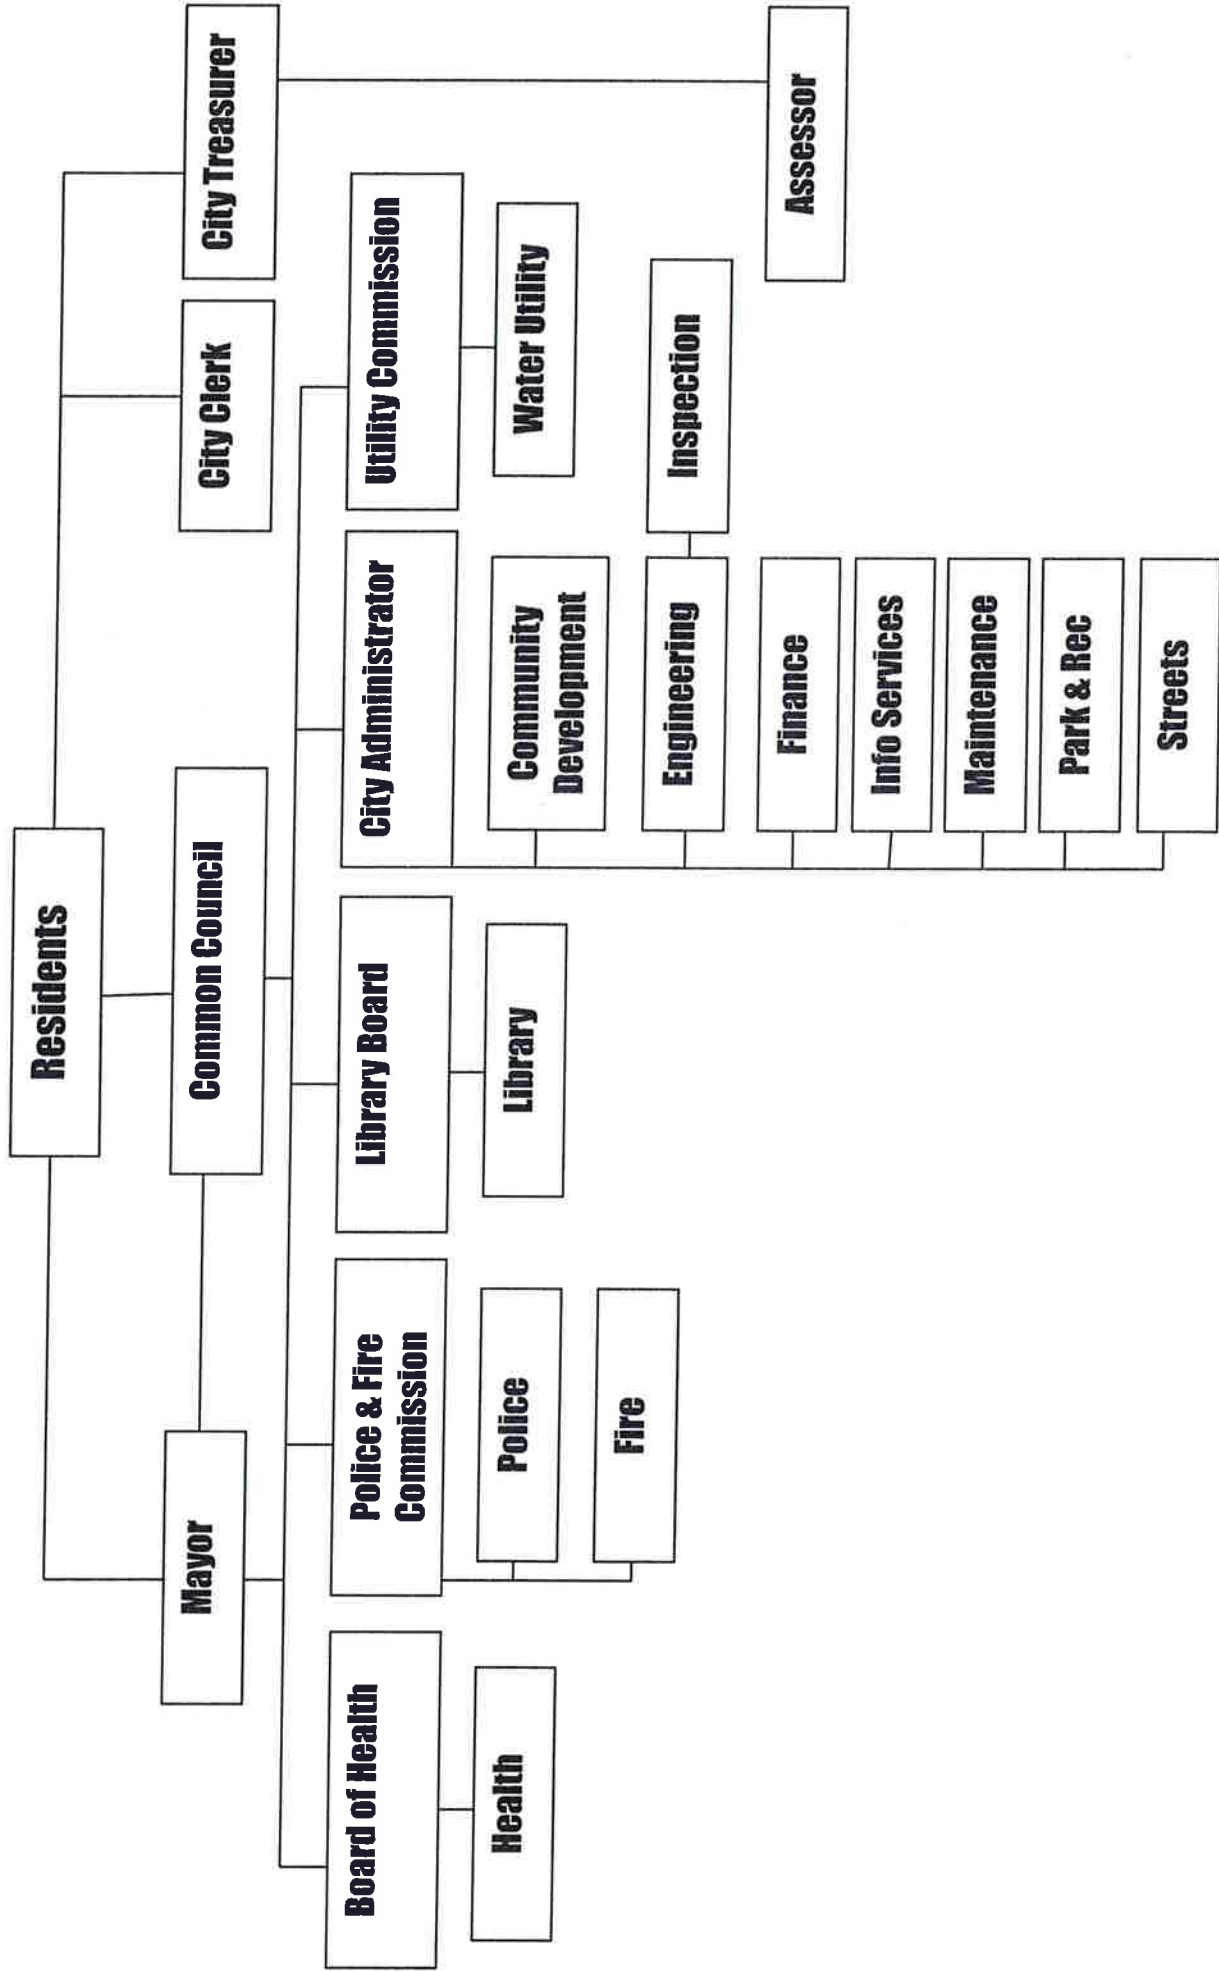 Residents
Mayor
Common Council
City Clerk
City Treasurer
Board of Health
Police & Fire
Commission
Library Board
City Administrator
Utility Commission
Health
Police
Fire
Library
Community
Development
Engineering
Inspection
Finance
Info Services
Maintenance
Park & Rec
Streets
Water Utility
Assessor